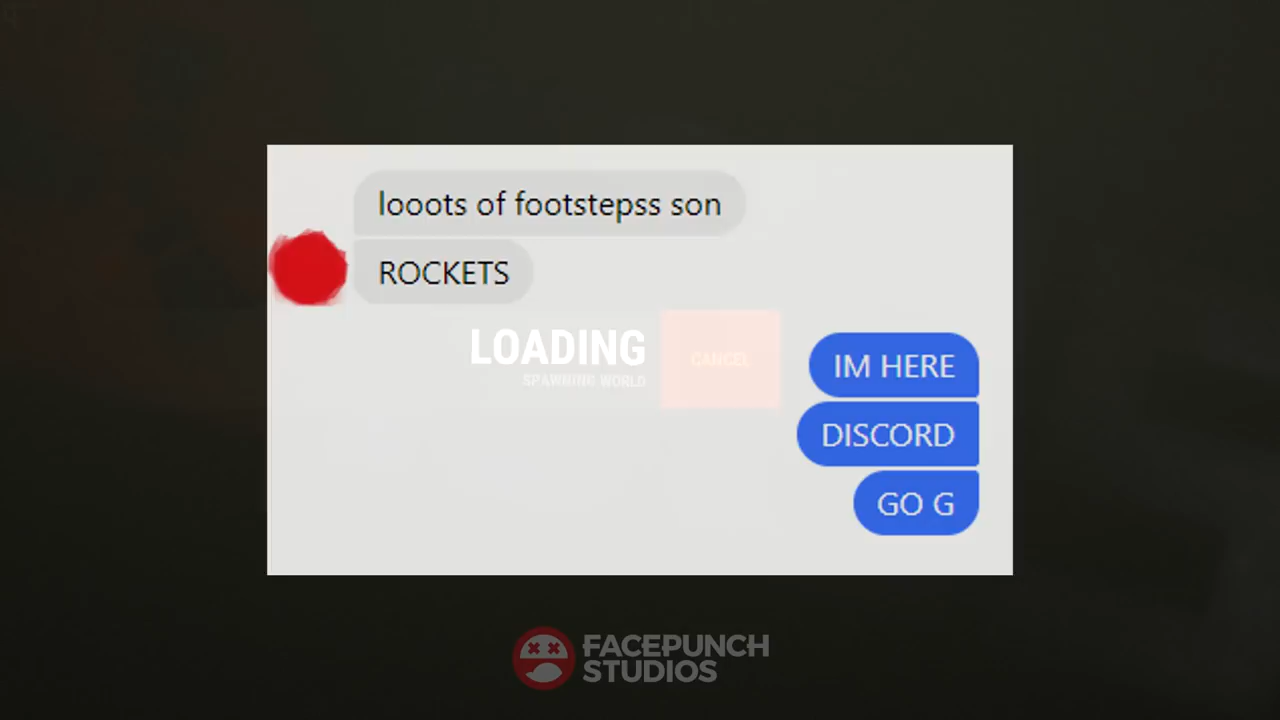 looots of footstepss son
ROCKETS
LOADING
SPAWNING WORLD
CANCEL
IM HERE
DISCORD
GO G
FACEPUNCH
STUDIOS